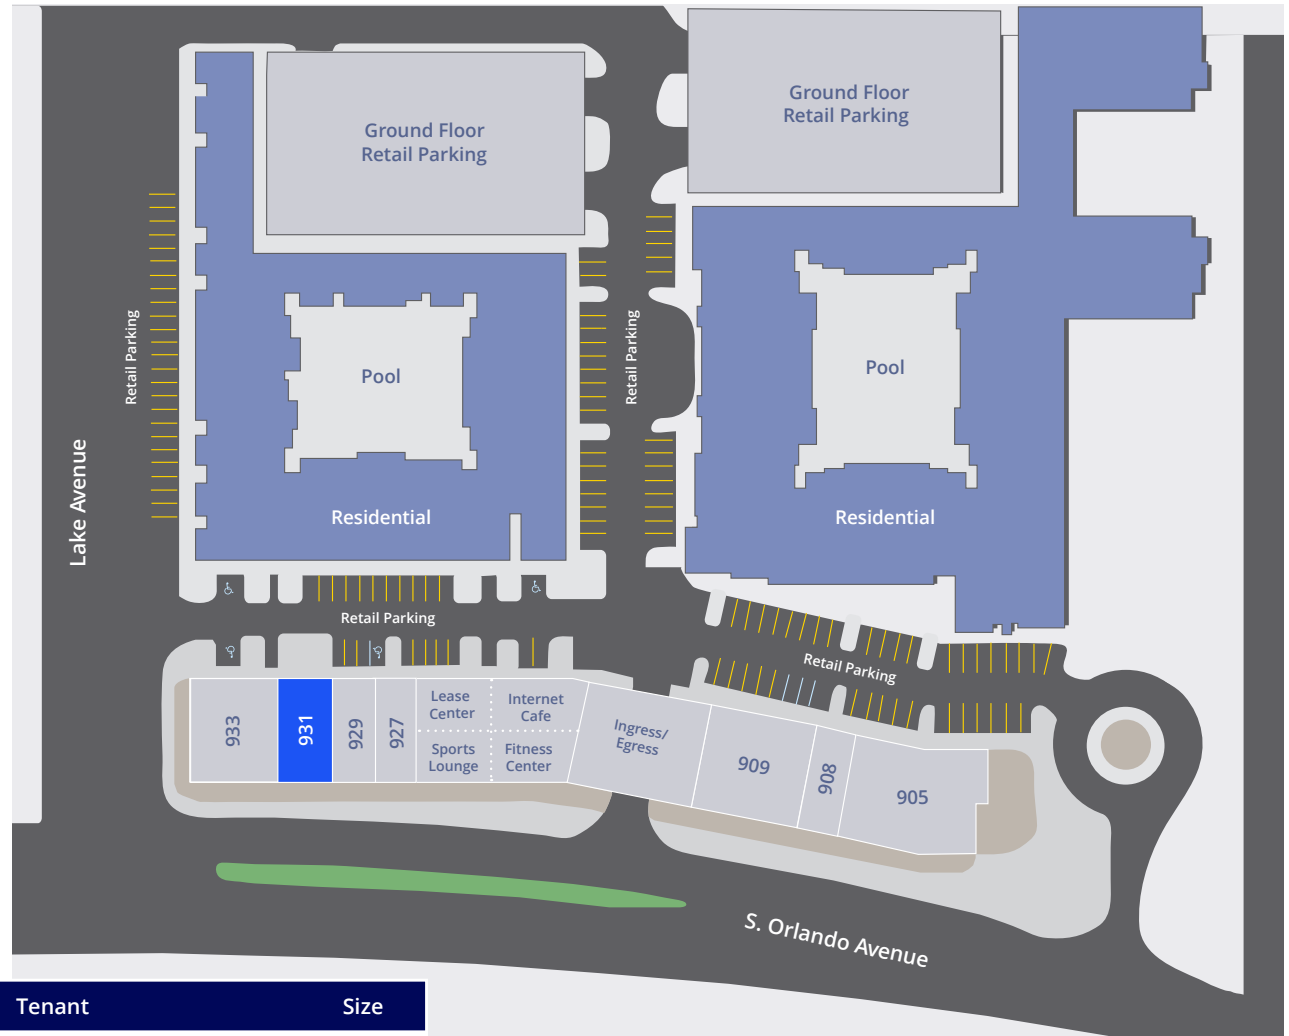 Ground Floor
Retail Parking
Ground Floor
Retail Parking
Retail Parking
Retail Parking
Pool
Pool
Lake Avenue
Residential
Residential
Retail Parking
Retail Parking
933
931
929
927
Lease
Center
Internet
Cafe
Sports
Lounge
Fitness
Center
Ingress/
Egress
909
908
905
S. Orlando Avenue
Tenant Size